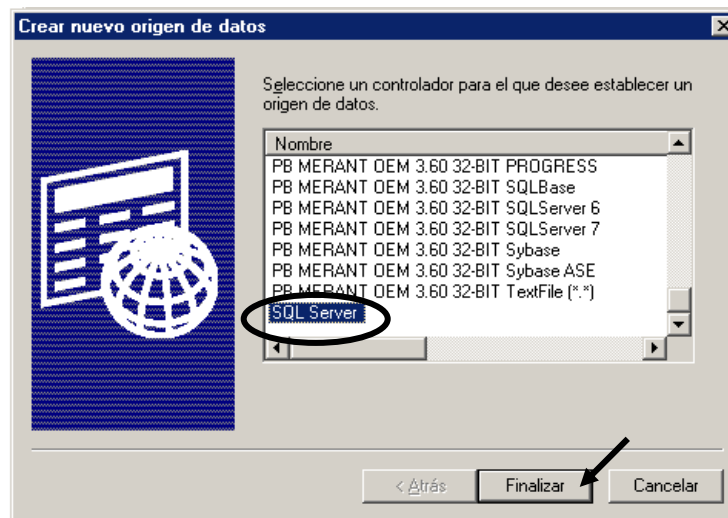 Crear nuevo origen de datos
Seleccione un controlador para el que desee establecer un
origen de datos.
Nombre
PB MERANT OEM 3.60 32-BIT PROGRESS
PB MERANT OEM 3.60 32-BIT SQLBase
PB MERANT OEM 3.60 32-BIT SQLServer 6
PB MERANT OEM 3.60 32-BIT SQLServer 7
PB MERANT OEM 3.60 32-BIT Sybase
PB MERANT OEM 3.60 32-BIT Sybase ASE
PB MERANT OEM 3.60 32-BIT TextFile (*.*)
SQL Server
< Atrás
Finalizar
Cancelar